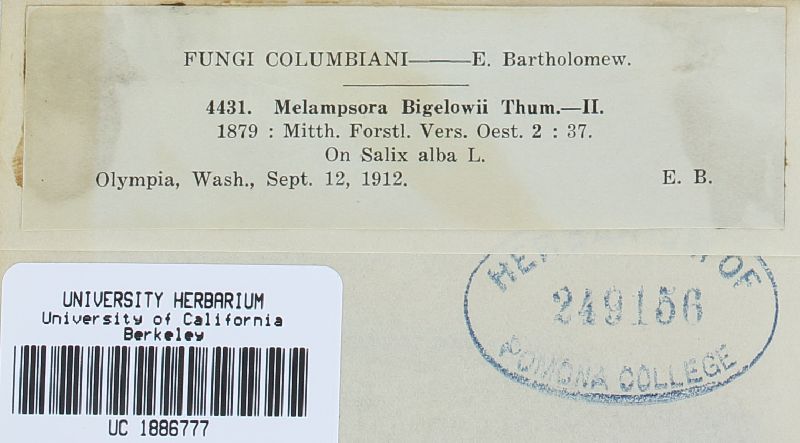 FUNGI COLUMBIANI——E. Bartholomew.
4431. Melampsora Bigelowii Thum.—II.
1879 : Mitth. Forstl. Vers. Oest. 2 : 37.
On Salix alba L.
Olympia, Wash., Sept. 12, 1912. E. B.
UNIVERSITY HERBARIUM
University of California
Berkeley
UC 1886777
OF
249156
POMONA COLLEGE